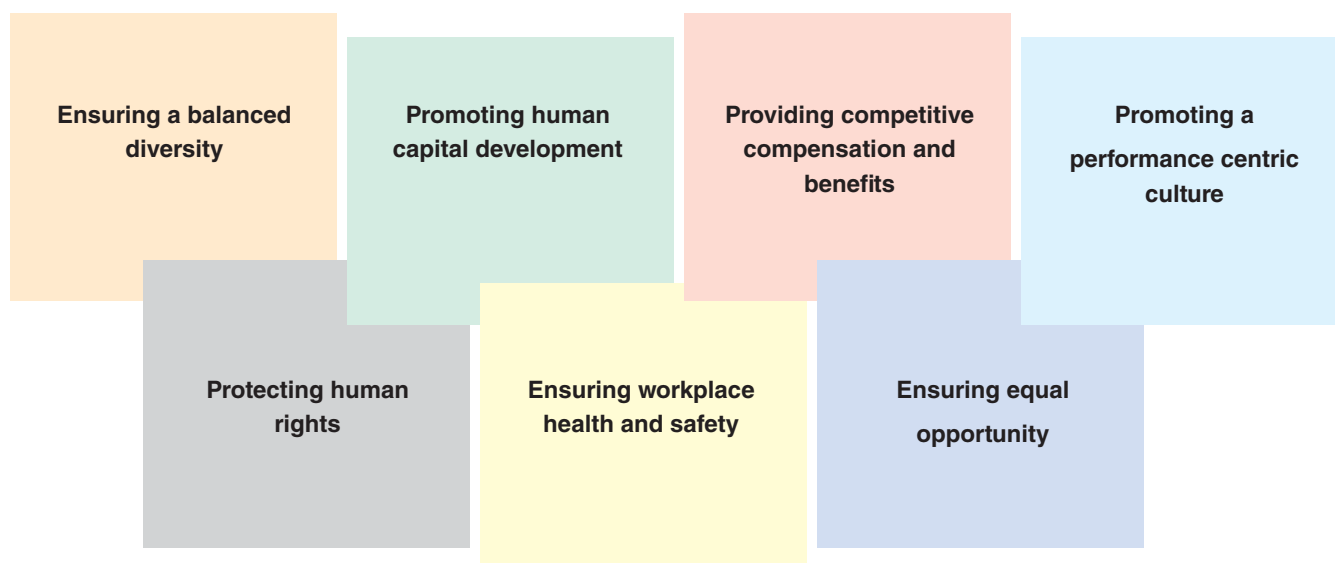 Ensuring a balanced
diversity
Promoting human
capital development
Providing competitive
compensation and
benefits
Promoting a
performance centric
culture
Protecting human
rights
Ensuring workplace
health and safety
Ensuring equal
opportunity